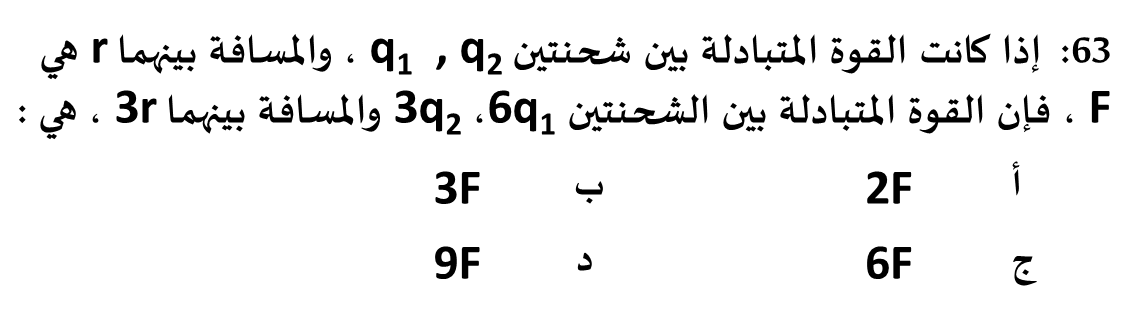 63: إذا كانت القوة المتبادلة بين شحنتين q₁ , q₂ ، والمسافة بينهما r هي
F ، فإن القوة المتبادلة بين الشحنتين 6q₁، 3q₂ والمسافة بينهما 3r ، هي :
أ 2F ب 3F
ج 6F د 9F